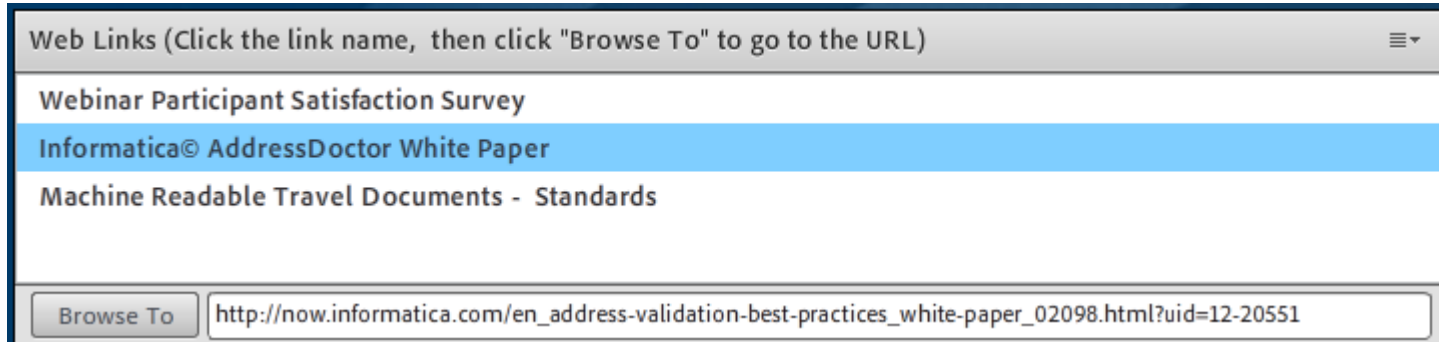 Web Links (Click the link name,  then click "Browse To" to go to the URL)
Webinar Participant Satisfaction Survey
Informatica© AddressDoctor White Paper
Machine Readable Travel Documents -  Standards
Browse To http://now.informatica.com/en_address-validation-best-practices_white-paper_02098.html?uid=12-20551